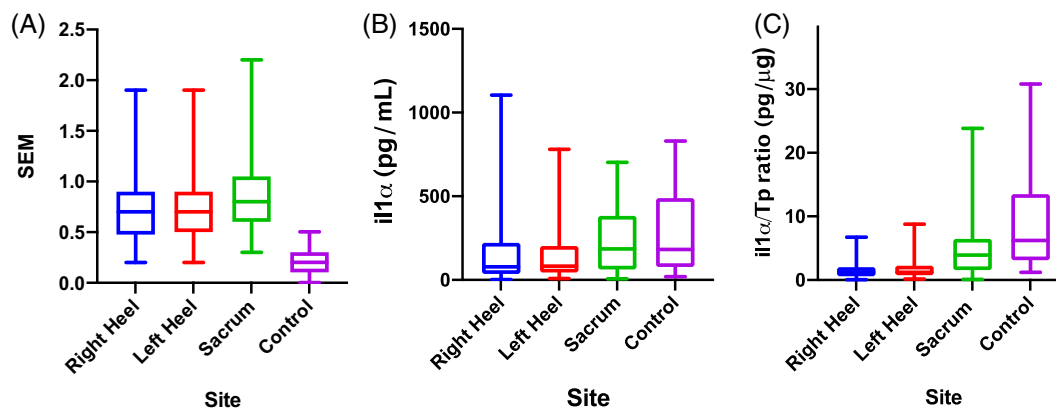 (A)
SEM
2.5
2.0
1.5
1.0
0.5
0.0
Right Heel
Left Heel
Sacrum
Control
Site
(B)
il1α (pg / mL)
1500
1000
500
0
Right Heel
Left Heel
Sacrum
Control
Site
(C)
il1α/Tp ratio (pg/μg)
30
20
10
0
Right Heel
Left Heel
Sacrum
Control
Site